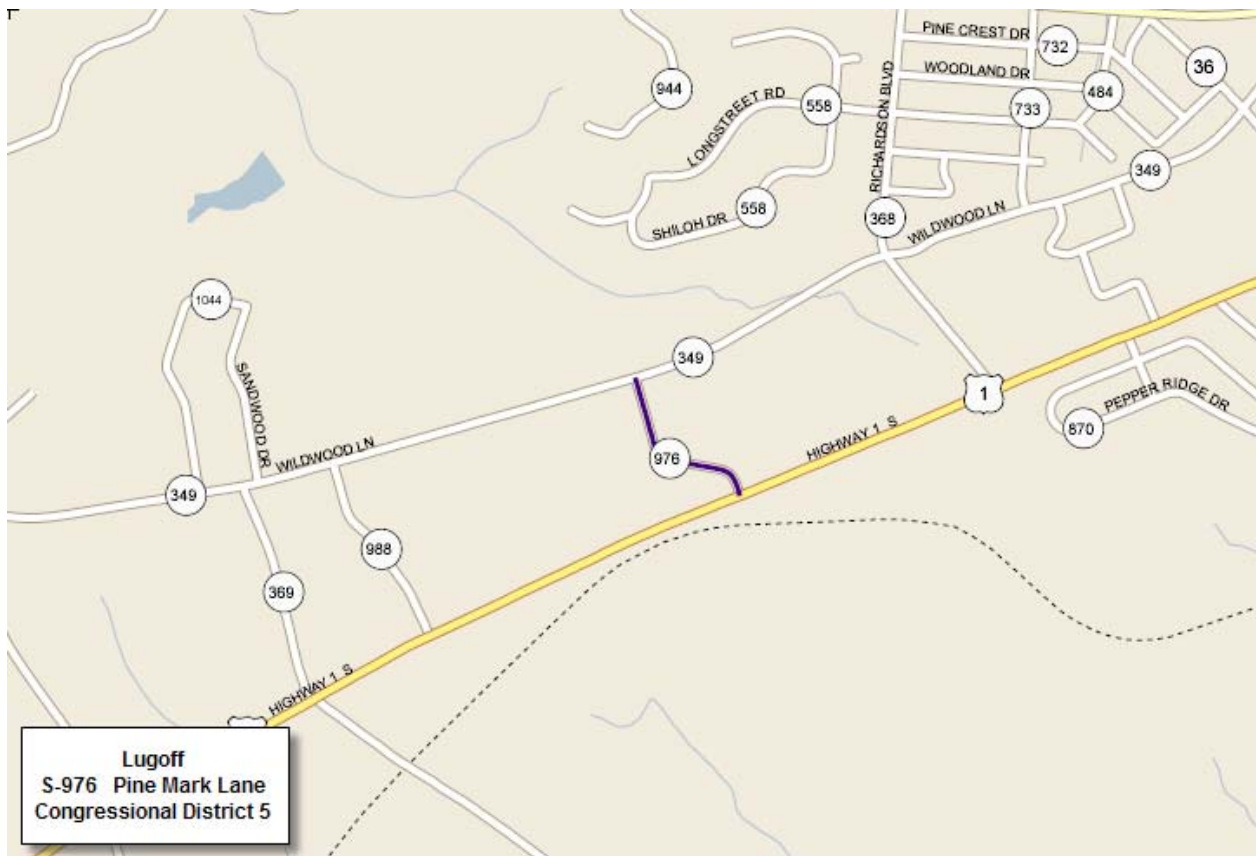 PINE CREST DR
732
36
WOODLAND DR
944
484
LONGSTREET RD
558
733
RICHARDSON BLVD
349
558
SHILOH DR
368
WILDWOOD LN
1044
349
SANDWOOD DR
1
PEPPER RIDGE DR
870
HIGHWAY 1 S
WILDWOOD LN
976
349
988
369
HIGHWAY 1 S
Lugoff
S-976 Pine Mark Lane
Congressional District 5